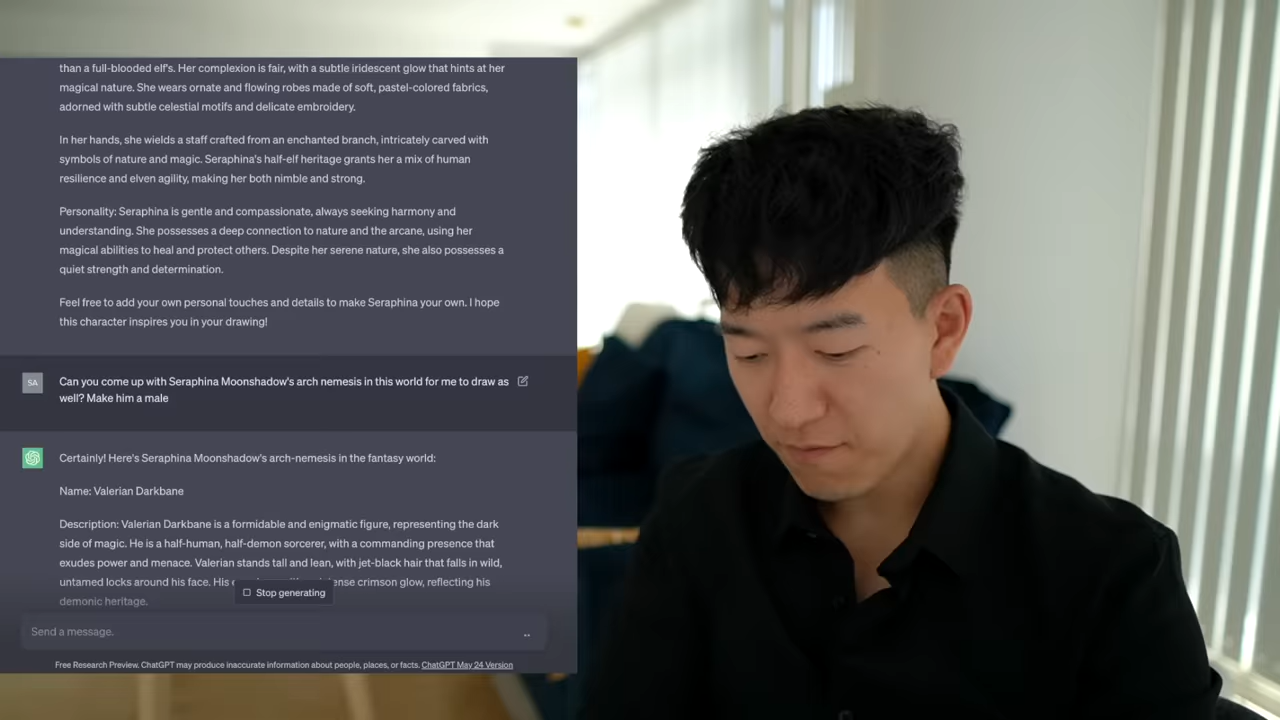 than a full-blooded elf's. Her complexion is fair, with a subtle iridescent glow that hints at her
magical nature. She wears ornate and flowing robes made of soft, pastel-colored fabrics,
adorned with subtle celestial motifs and delicate embroidery.
In her hands, she wields a staff crafted from an enchanted branch, intricately carved with
symbols of nature and magic. Seraphina's half-elf heritage grants her a mix of human
resilience and elven agility, making her both nimble and strong.
Personality: Seraphina is gentle and compassionate, always seeking harmony and
understanding. She possesses a deep connection to nature and the arcane, using her
magical abilities to heal and protect others. Despite her serene nature, she also possesses a
quiet strength and determination.
Feel free to add your own personal touches and details to make Seraphina your own. I hope
this character inspires you in your drawing!
SA
Can you come up with Seraphina Moonshadow's arch nemesis in this world for me to draw as
well? Make him a male
Certainly! Here's Seraphina Moonshadow's arch-nemesis in the fantasy world:
Name: Valerian Darkbane
Description: Valerian Darkbane is a formidable and enigmatic figure, representing the dark
side of magic. He is a half-human, half-demon sorcerer, with a commanding presence that
exudes power and menace. Valerian stands tall and lean, with jet-black hair that falls in wild,
untamed locks around his face. His crimson glow, reflecting his
Stop generating
demonic heritage.
Send a message.
Free Research Preview. ChatGPT may produce inaccurate information about people, places, or facts. ChatGPT May 24 Version